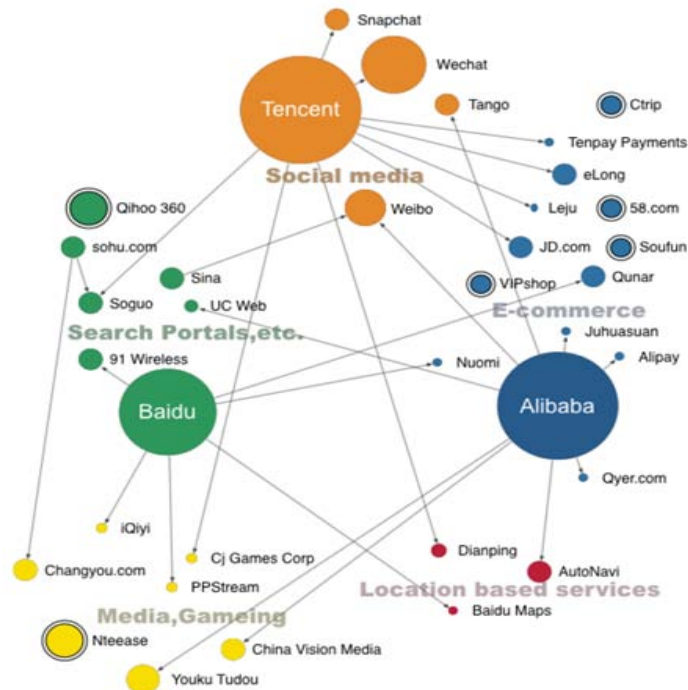 Snapchat
Wechat
Tencent
Tango
Ctrip
Tenpay Payments
Social media
eLong
Qihoo 360
Weibo
Leju
58.com
sohu.com
JD.com
Soufun
Sina
VIPshop
Qunar
Soguo
UC Web
E-commerce
Search Portals,etc.
Juhuasuan
91 Wireless
Nuomi
Alipay
Baidu
Alibaba
Qyer.com
iQiyi
Cj Games Corp
Dianping
Changyou.com
AutoNavi
PPStream
Location based services
Media,Gameing
Baidu Maps
Nteease
China Vision Media
Youku Tudou